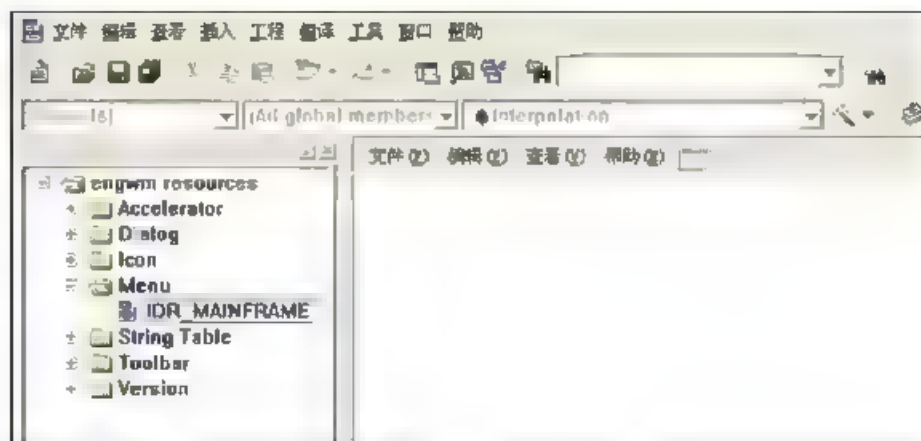 文件 编辑 查看 插入 工程 编译 工具 窗口 帮助
(All global members Interpolation
文件(F) 编辑(E) 查看(V) 帮助(H)
resources
Accelerator
Dialog
Icon
Menu
IDR_MAINFRAME
String Table
Toolbar
Version